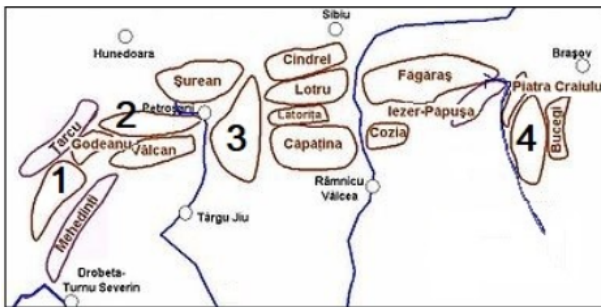 Sibiu
Hunedoara
Brașov
Cindrel
Șurean
Făgăraș
Lotru
Piatra Craiului
2
Petroșani
Latorița
Iezer-Păpușa
Țarcu
Godeanu
Vâlcan
3
Căpățîna
Cozia
4
Bucegi
1
Râmnicu
Vâlcea
Mehedinți
Târgu Jiu
Drobeta-
Turnu Severin